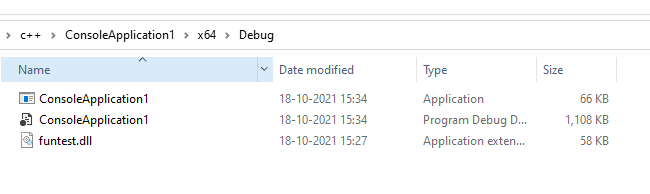 c++ ConsoleApplication1 x64 Debug
Name Date modified Type Size
ConsoleApplication1 18-10-2021 15:34 Application 66 KB
ConsoleApplication1 18-10-2021 15:34 Program Debug D... 1,108 KB
funtest.dll 18-10-2021 15:27 Application exten... 58 KB